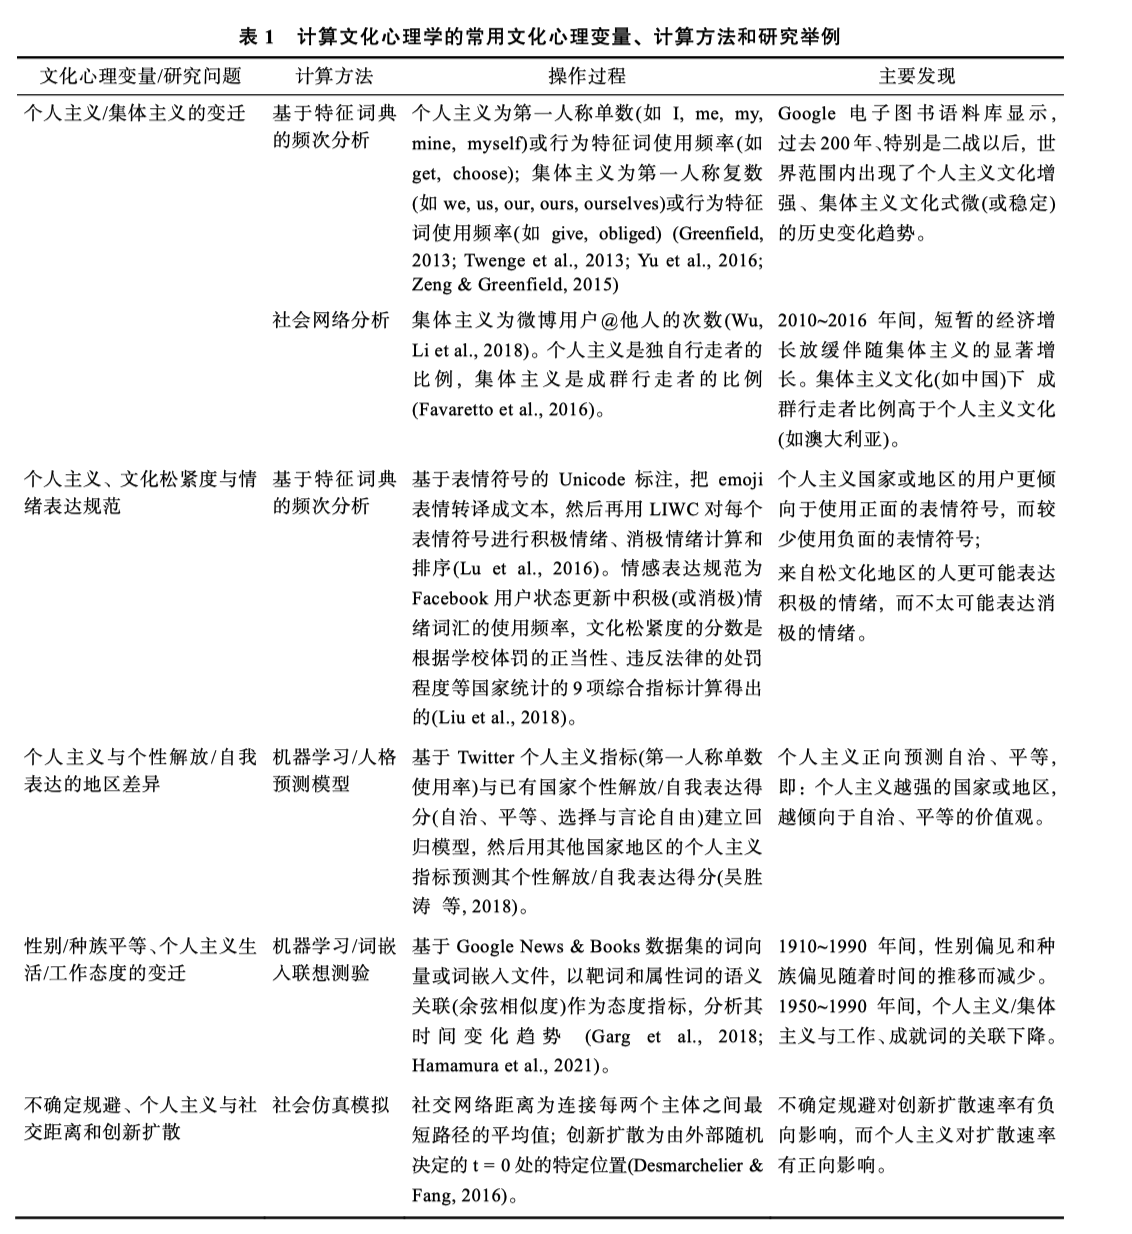 表 1 计算文化心理学的常用文化心理变量、计算方法和研究举例
文化心理变量/研究问题 计算方法 操作过程 主要发现
个人主义/集体主义的变迁
基于特征词典
的频次分析
个人主义为第一人称单数(如 I, me, my,
mine, myself)或行为特征词使用频率(如
get, choose); 集体主义为第一人称复数
(如 we, us, our, ours, ourselves)或行为特征
词使用频率(如 give, obliged) (Greenfield,
2013; Twenge et al., 2013; Yu et al., 2016;
Zeng & Greenfield, 2015)
Google 电子图书语料库显示,
过去 200 年、特别是二战以后, 世
界范围内出现了个人主义文化增
强、集体主义文化式微(或稳定)
的历史变化趋势。
社会网络分析
集体主义为微博用户@他人的次数(Wu,
Li et al., 2018)。个人主义是独自行走者的
比例, 集体主义是成群行走者的比例
(Favaretto et al., 2016)。
2010~2016 年间, 短暂的经济增
长放缓伴随集体主义的显著增
长。集体主义文化(如中国)下 成
群行走者比例高于个人主义文化
(如澳大利亚)。
个人主义、文化松紧度与情
绪表达规范
基于特征词典
的频次分析
基于表情符号的 Unicode 标注, 把 emoji
表情转译成文本, 然后再用 LIWC 对每个
表情符号进行积极情绪、消极情绪计算和
排序(Lu et al., 2016)。情感表达规范为
Facebook 用户状态更新中积极(或消极)情
绪词汇的使用频率, 文化松紧度的分数是
根据学校体罚的正当性、违反法律的处罚
程度等国家统计的 9 项综合指标计算得出
的(Liu et al., 2018)。
个人主义国家或地区的用户更倾
向于使用正面的表情符号, 而较
少使用负面的表情符号;
来自松文化地区的人更可能表达
积极的情绪, 而不太可能表达消
极的情绪。
个人主义与个性解放/自我
表达的地区差异
机器学习/人格
预测模型
基于 Twitter 个人主义指标(第一人称单数
使用率)与已有国家个性解放/自我表达得
分(自治、平等、选择与言论自由)建立回
归模型, 然后用其他国家地区的个人主义
指标预测其个性解放/自我表达得分(吴胜
涛 等, 2018)。
个人主义正向预测自治、平等,
即: 个人主义越强的国家或地区,
越倾向于自治、平等的价值观。
性别/种族平等、个人主义生
活/工作态度的变迁
机器学习/词嵌
入联想测验
基于 Google News & Books 数据集的词向
量或词嵌入文件, 以靶词和属性词的语义
关联(余弦相似度)作为态度指标, 分析其
时间变化趋势 (Garg et al., 2018;
Hamamura et al., 2021)。
1910~1990 年间, 性别偏见和种
族偏见随着时间的推移而减少。
1950~1990 年间, 个人主义/集体
主义与工作、成就词的关联下降。
不确定规避、个人主义与社
交距离和创新扩散
社会仿真模拟
社交网络距离为连接每两个主体之间最
短路径的平均值; 创新扩散为由外部随机
决定的 t = 0 处的特定位置(Desmarchelier &
Fang, 2016)。
不确定规避对创新扩散速率有负
向影响, 而个人主义对扩散速率
有正向影响。